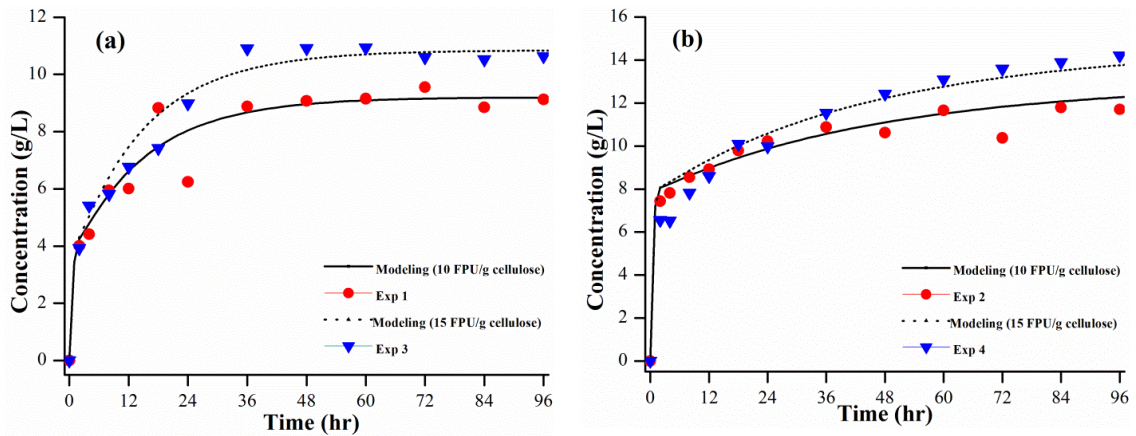 (a)
Concentration (g/L)
12
10
8
6
4
2
0
Modeling (10 FPU/g cellulose)
Exp 1
Modeling (15 FPU/g cellulose)
Exp 3
0 12 24 36 48 60 72 84 96
Time (hr)
(b)
Concentration (g/L)
16
14
12
10
8
6
4
2
0
Modeling (10 FPU/g cellulose)
Exp 2
Modeling (15 FPU/g cellulose)
Exp 4
0 12 24 36 48 60 72 84 96
Time (hr)